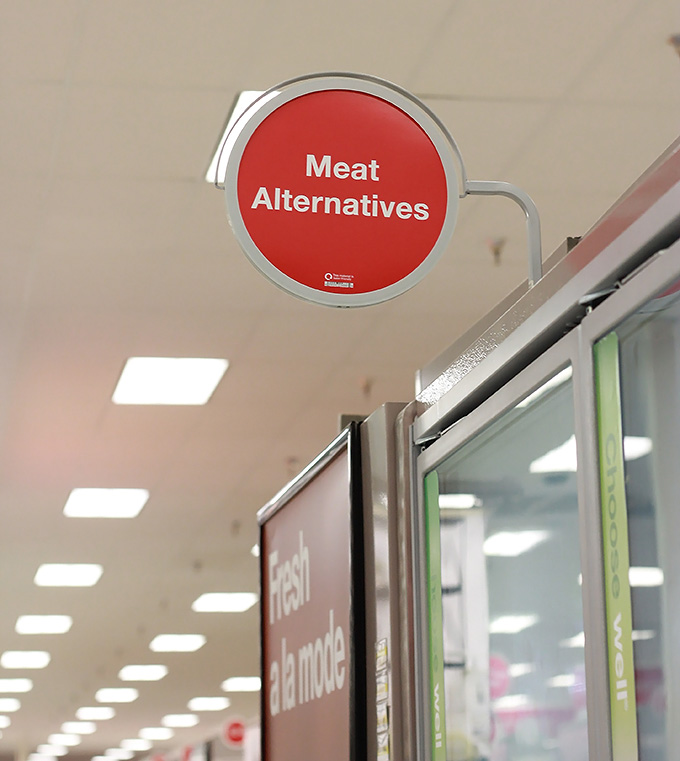 Meat
Alternatives
Fresh
a la mode
Choose well
well